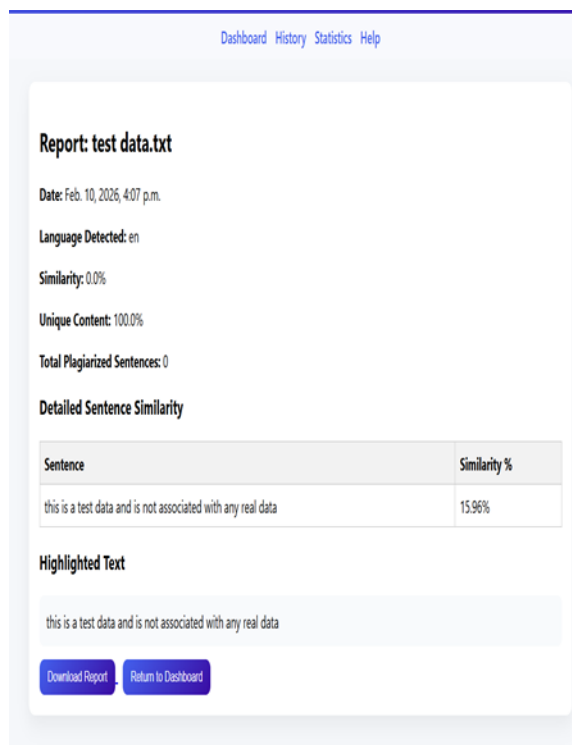 Dashboard History Statistics Help
Report: test data.txt
Date: Feb. 10, 2026, 4:07 p.m.
Language Detected: en
Similarity: 0.0%
Unique Content: 100.0%
Total Plagiarized Sentences: 0
Detailed Sentence Similarity
Sentence Similarity %
this is a test data and is not associated with any real data 15.96%
Highlighted Text
this is a test data and is not associated with any real data
Download Report Return to Dashboard